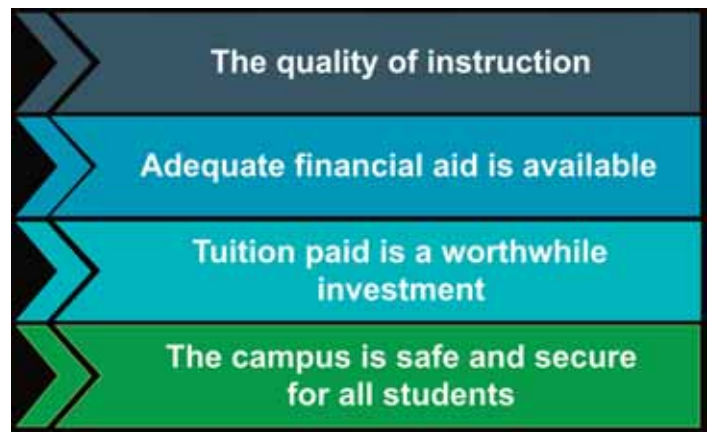 The quality of instruction
Adequate financial aid is available
Tuition paid is a worthwhile
investment
The campus is safe and secure
for all students